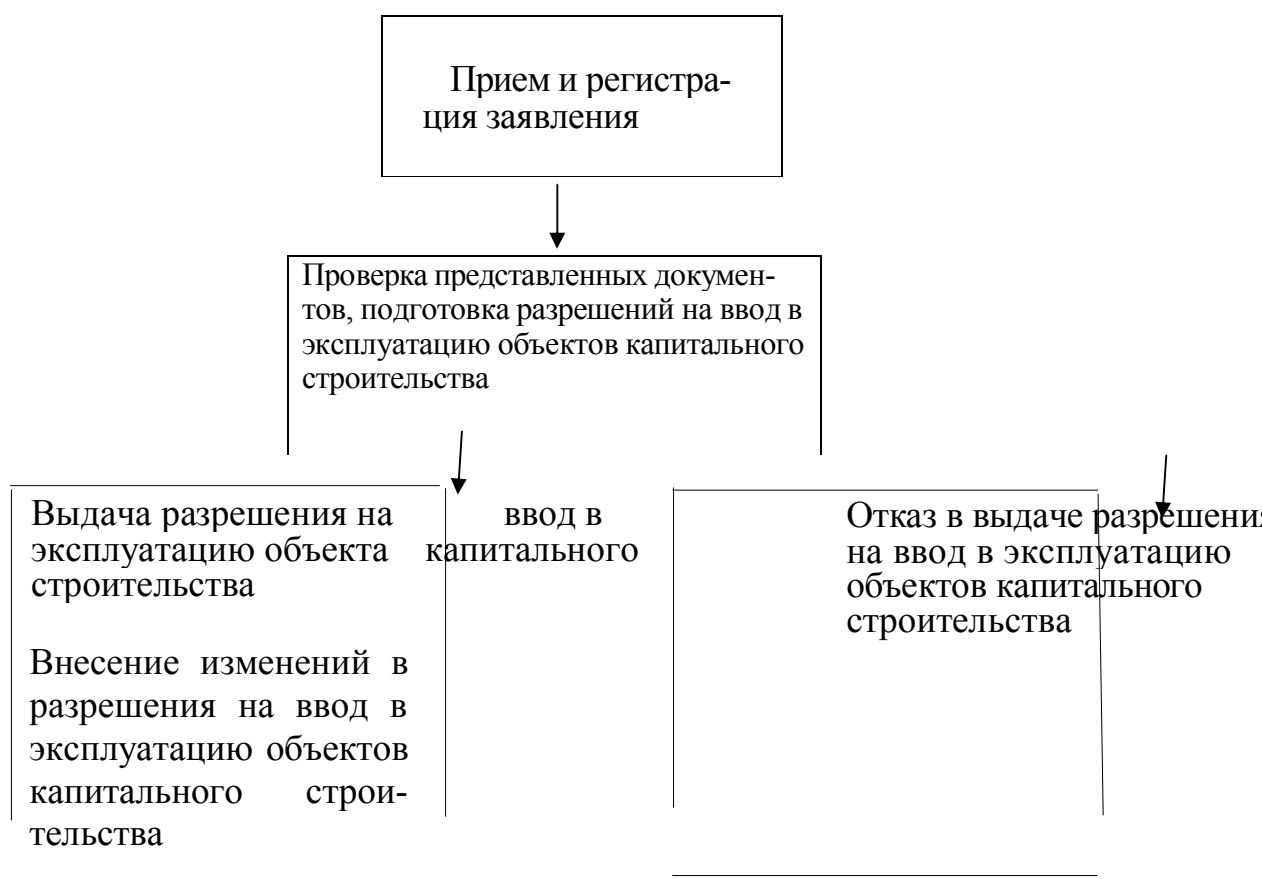 Прием и регистра-
ция заявления
Проверка представленных докумен-
тов, подготовка разрешений на ввод в
эксплуатацию объектов капитального
строительства
Выдача разрешения на ввод в
эксплуатацию объекта капитального
строительства
Внесение изменений в
разрешения на ввод в
эксплуатацию объектов
капитального строи-
тельства
Отказ в выдаче разрешения
на ввод в эксплуатацию
объектов капитального
строительства